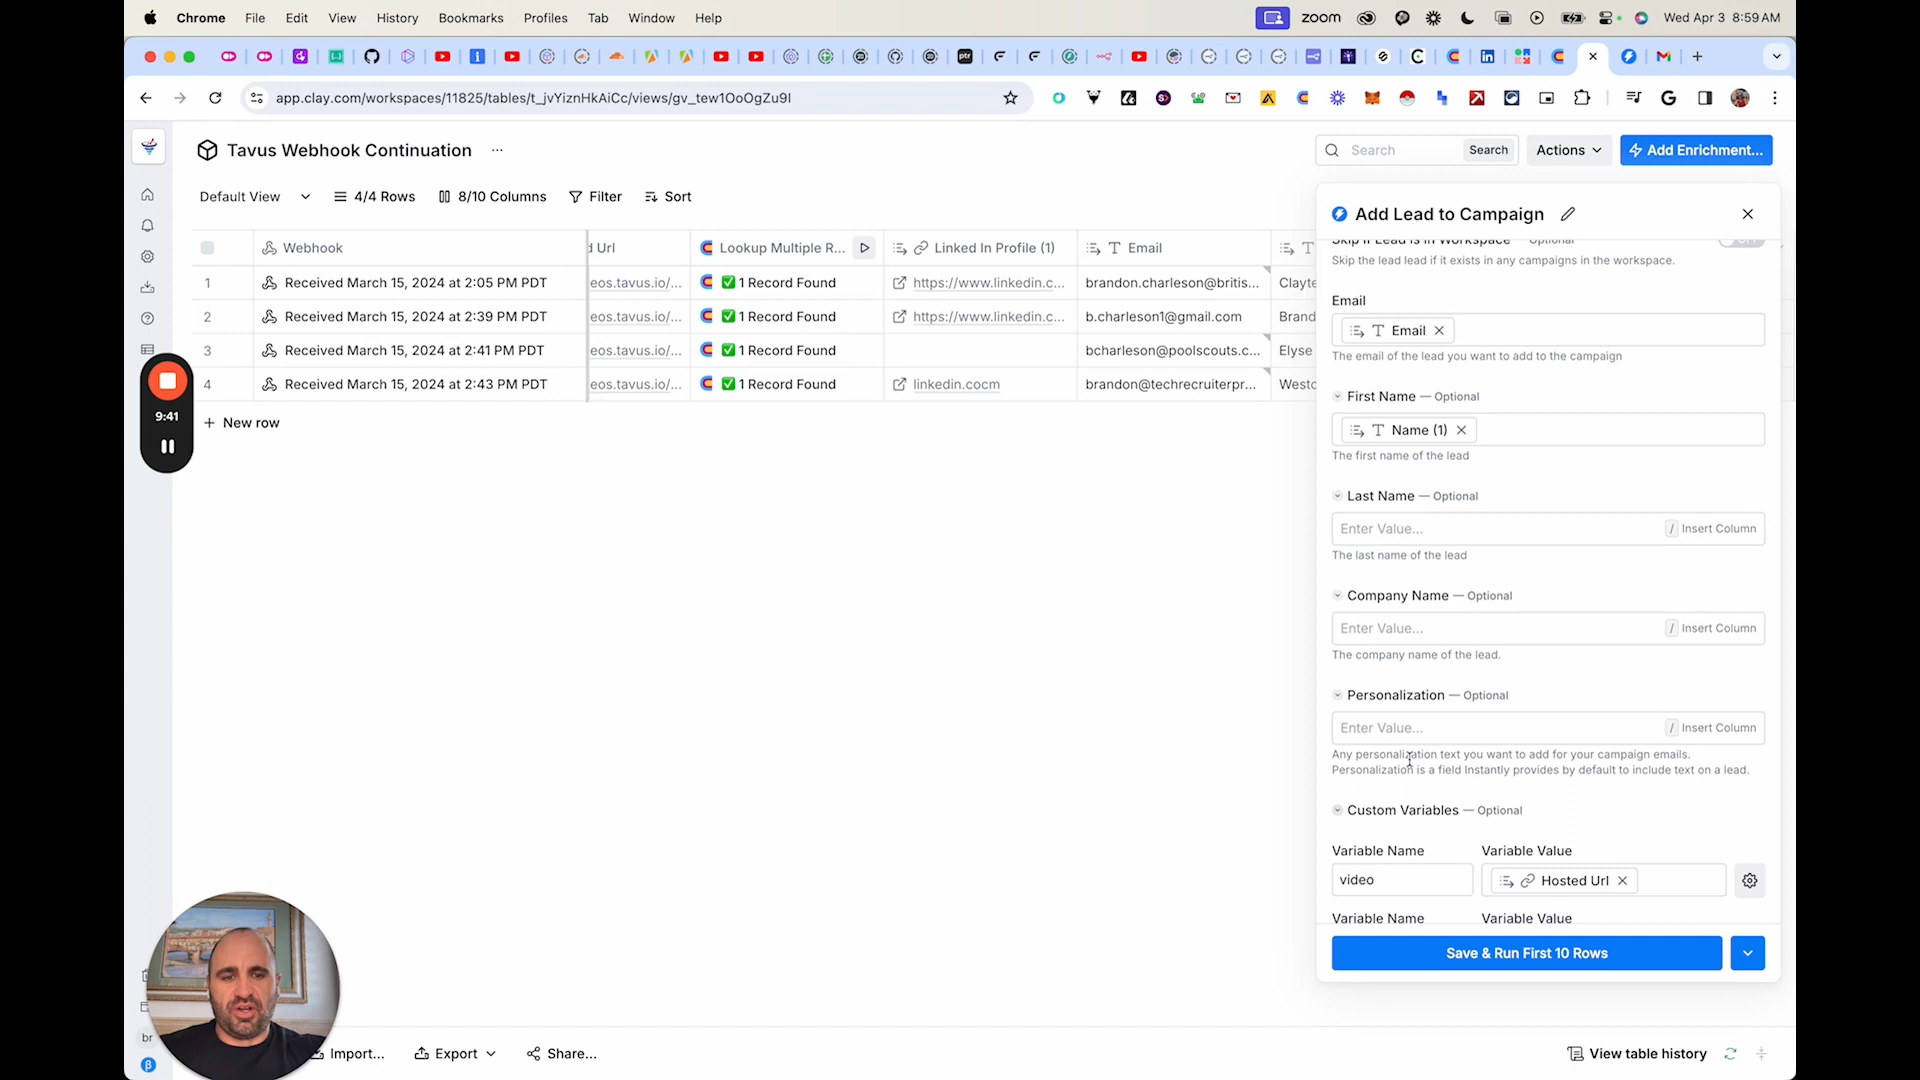 Chrome File Edit View History Bookmarks Profiles Tab Window Help zoom Wed Apr 3 8:59 AM
ptr
app.clay.com/workspaces/11825/tables/t_jvYiznHkAiCc/views/gv_tew1OoOgZu9I
Tavus Webhook Continuation ... Search Search Actions Add Enrichment...
Default View 4/4 Rows 8/10 Columns Filter Sort
Webhook d Url Lookup Multiple R... Linked In Profile (1) Email
1 Received March 15, 2024 at 2:05 PM PDT eos.tavus.io/... 1 Record Found https://www.linkedin.c... brandon.charleson@britis... Clayte
2 Received March 15, 2024 at 2:39 PM PDT eos.tavus.io/... 1 Record Found https://www.linkedin.c... b.charleson1@gmail.com Brand
3 Received March 15, 2024 at 2:41 PM PDT eos.tavus.io/... 1 Record Found bcharleson@poolscouts.c... Elyse
4 Received March 15, 2024 at 2:43 PM PDT eos.tavus.io/... 1 Record Found linkedin.cocm brandon@techrecruiterpr... Westc
+ New row
9:41
Add Lead to Campaign
Skip if Lead is in Workspace — Optional
Skip the lead lead if it exists in any campaigns in the workspace.
Email
Email
The email of the lead you want to add to the campaign
First Name — Optional
Name (1)
The first name of the lead
Last Name — Optional
Enter Value... / Insert Column
The last name of the lead
Company Name — Optional
Enter Value... / Insert Column
The company name of the lead.
Personalization — Optional
Enter Value... / Insert Column
Any personalization text you want to add for your campaign emails.
Personalization is a field Instantly provides by default to include text on a lead.
Custom Variables — Optional
Variable Name Variable Value
video Hosted Url
Variable Name Variable Value
Save & Run First 10 Rows
br
Import... Export Share... View table history